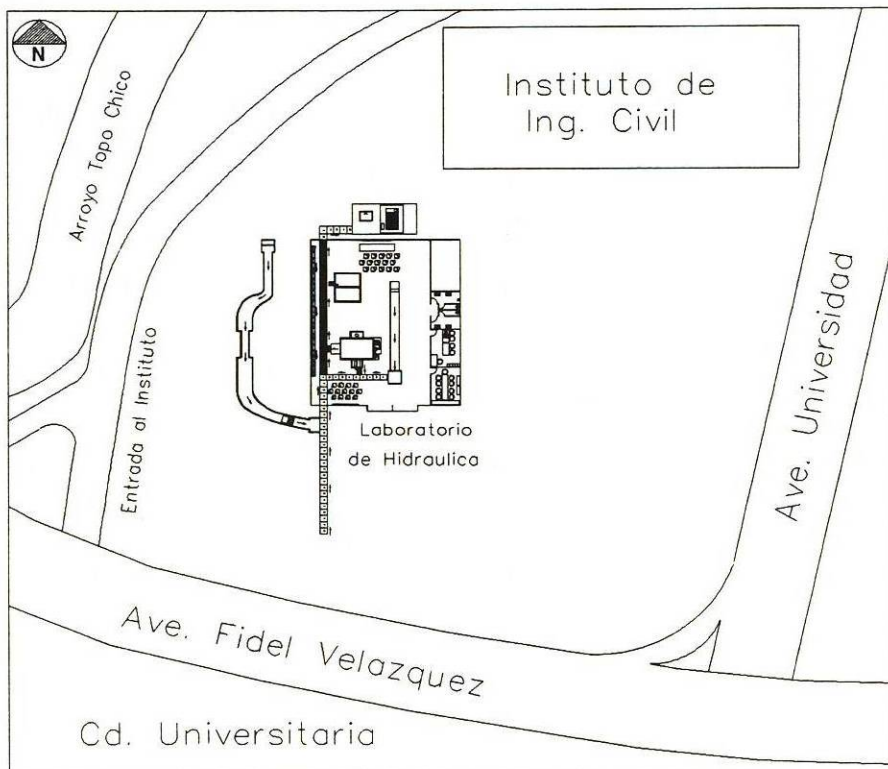 N
Instituto de
Ing. Civil
Arroyo Topo Chico
Entrada al Instituto
Ave. Universidad
Laboratorio
de Hidraulica
Ave. Fidel Velazquez
Cd. Universitaria